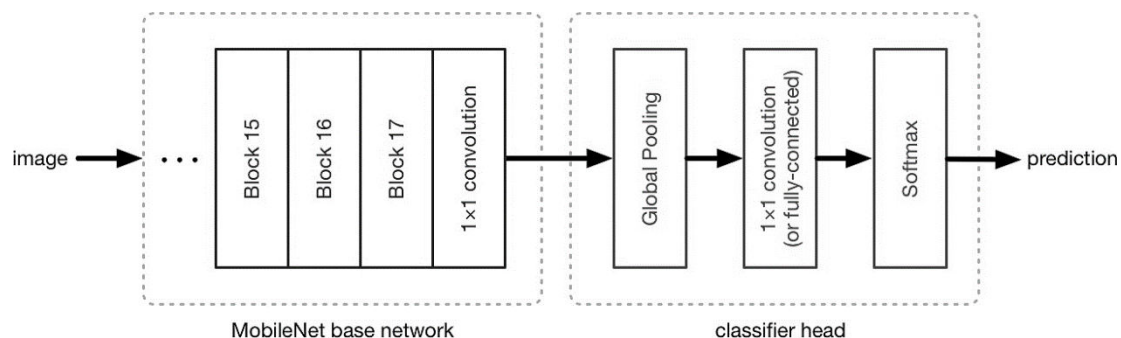 image
...
Block 15
Block 16
Block 17
1×1 convolution
Global Pooling
1×1 convolution
(or fully-connected)
Softmax
prediction
MobileNet base network
classifier head